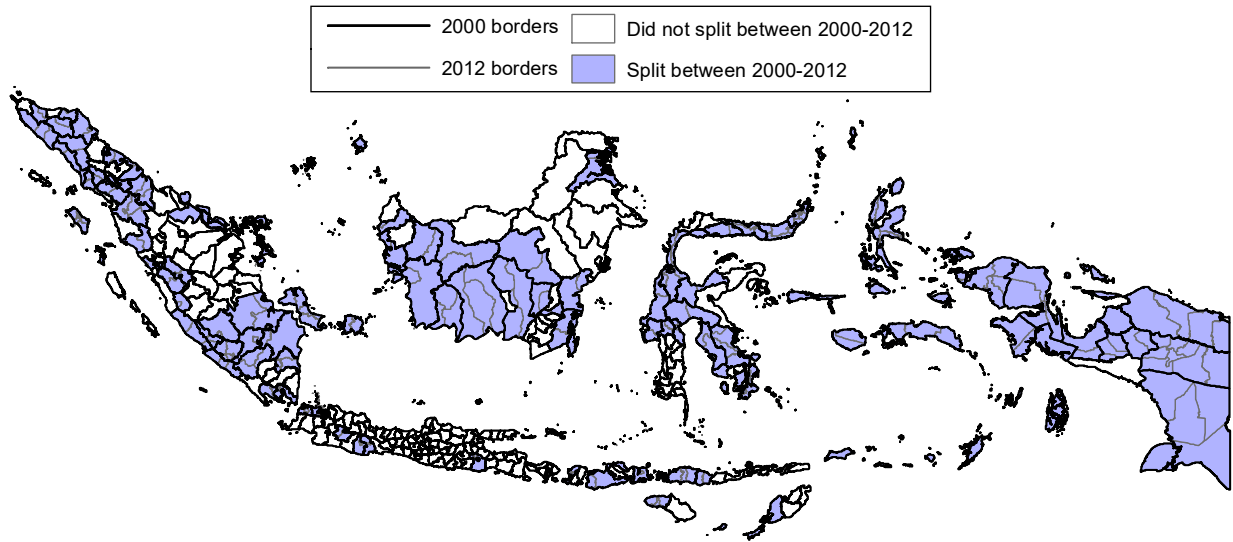 2000 borders
Did not split between 2000-2012
2012 borders
Split between 2000-2012